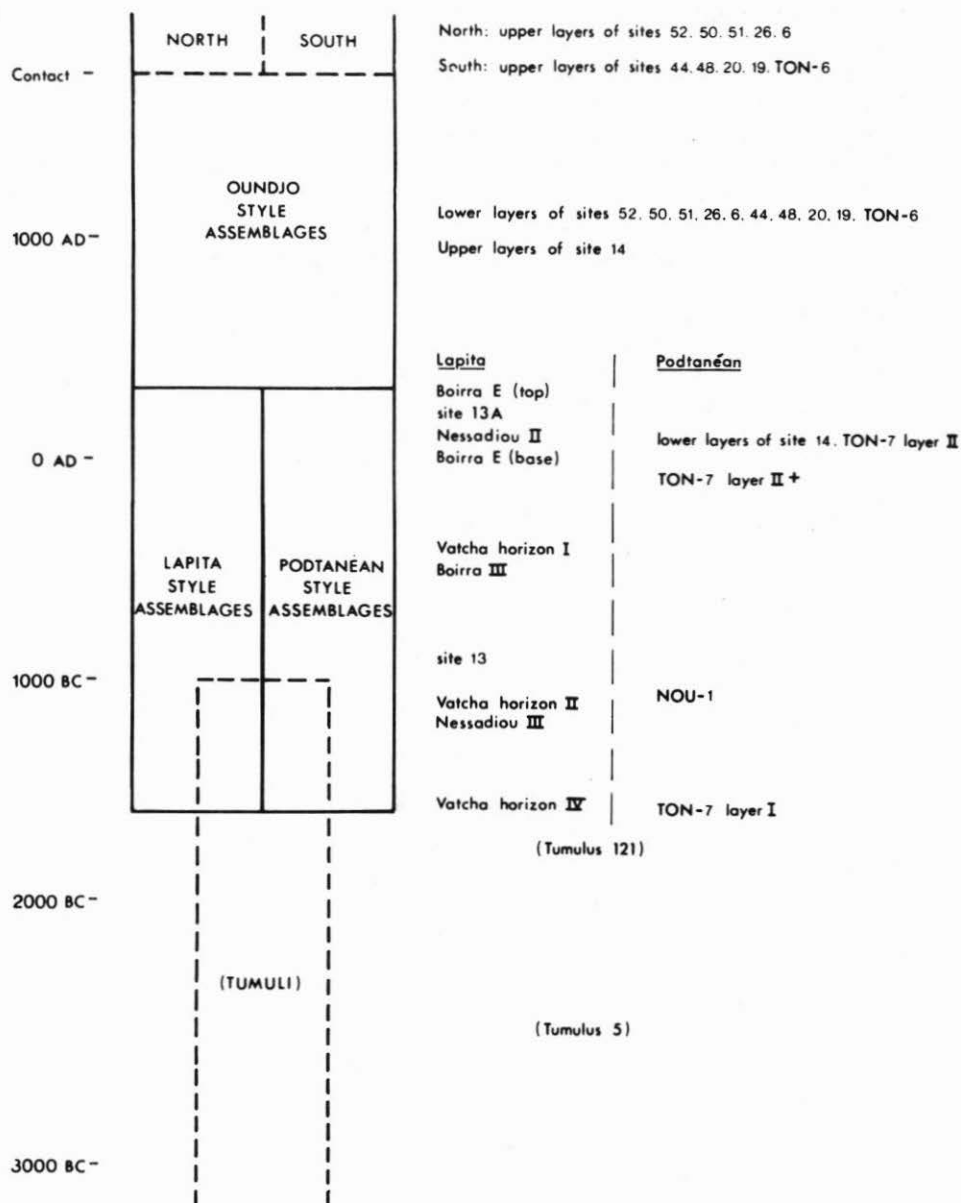 NORTH SOUTH
North: upper layers of sites 52. 50. 51. 26. 6
Contact –
South: upper layers of sites 44. 48. 20. 19. TON-6
OUNDJO
STYLE
ASSEMBLAGES
1000 AD –
Lower layers of sites 52. 50. 51. 26. 6. 44. 48. 20. 19. TON-6
Upper layers of site 14
Lapita
Boirra E (top)
site 13A
Nessadiou II
Boirra E (base)
Podtanéan
lower layers of site 14. TON-7 layer II
TON-7 layer II +
0 AD –
Vatcha horizon I
Boirra III
LAPITA
STYLE
ASSEMBLAGES
PODTANÉAN
STYLE
ASSEMBLAGES
site 13
1000 BC –
Vatcha horizon II
Nessadiou III
NOU-1
Vatcha horizon IV
TON-7 layer I
(Tumulus 121)
2000 BC –
(TUMULI)
(Tumulus 5)
3000 BC –